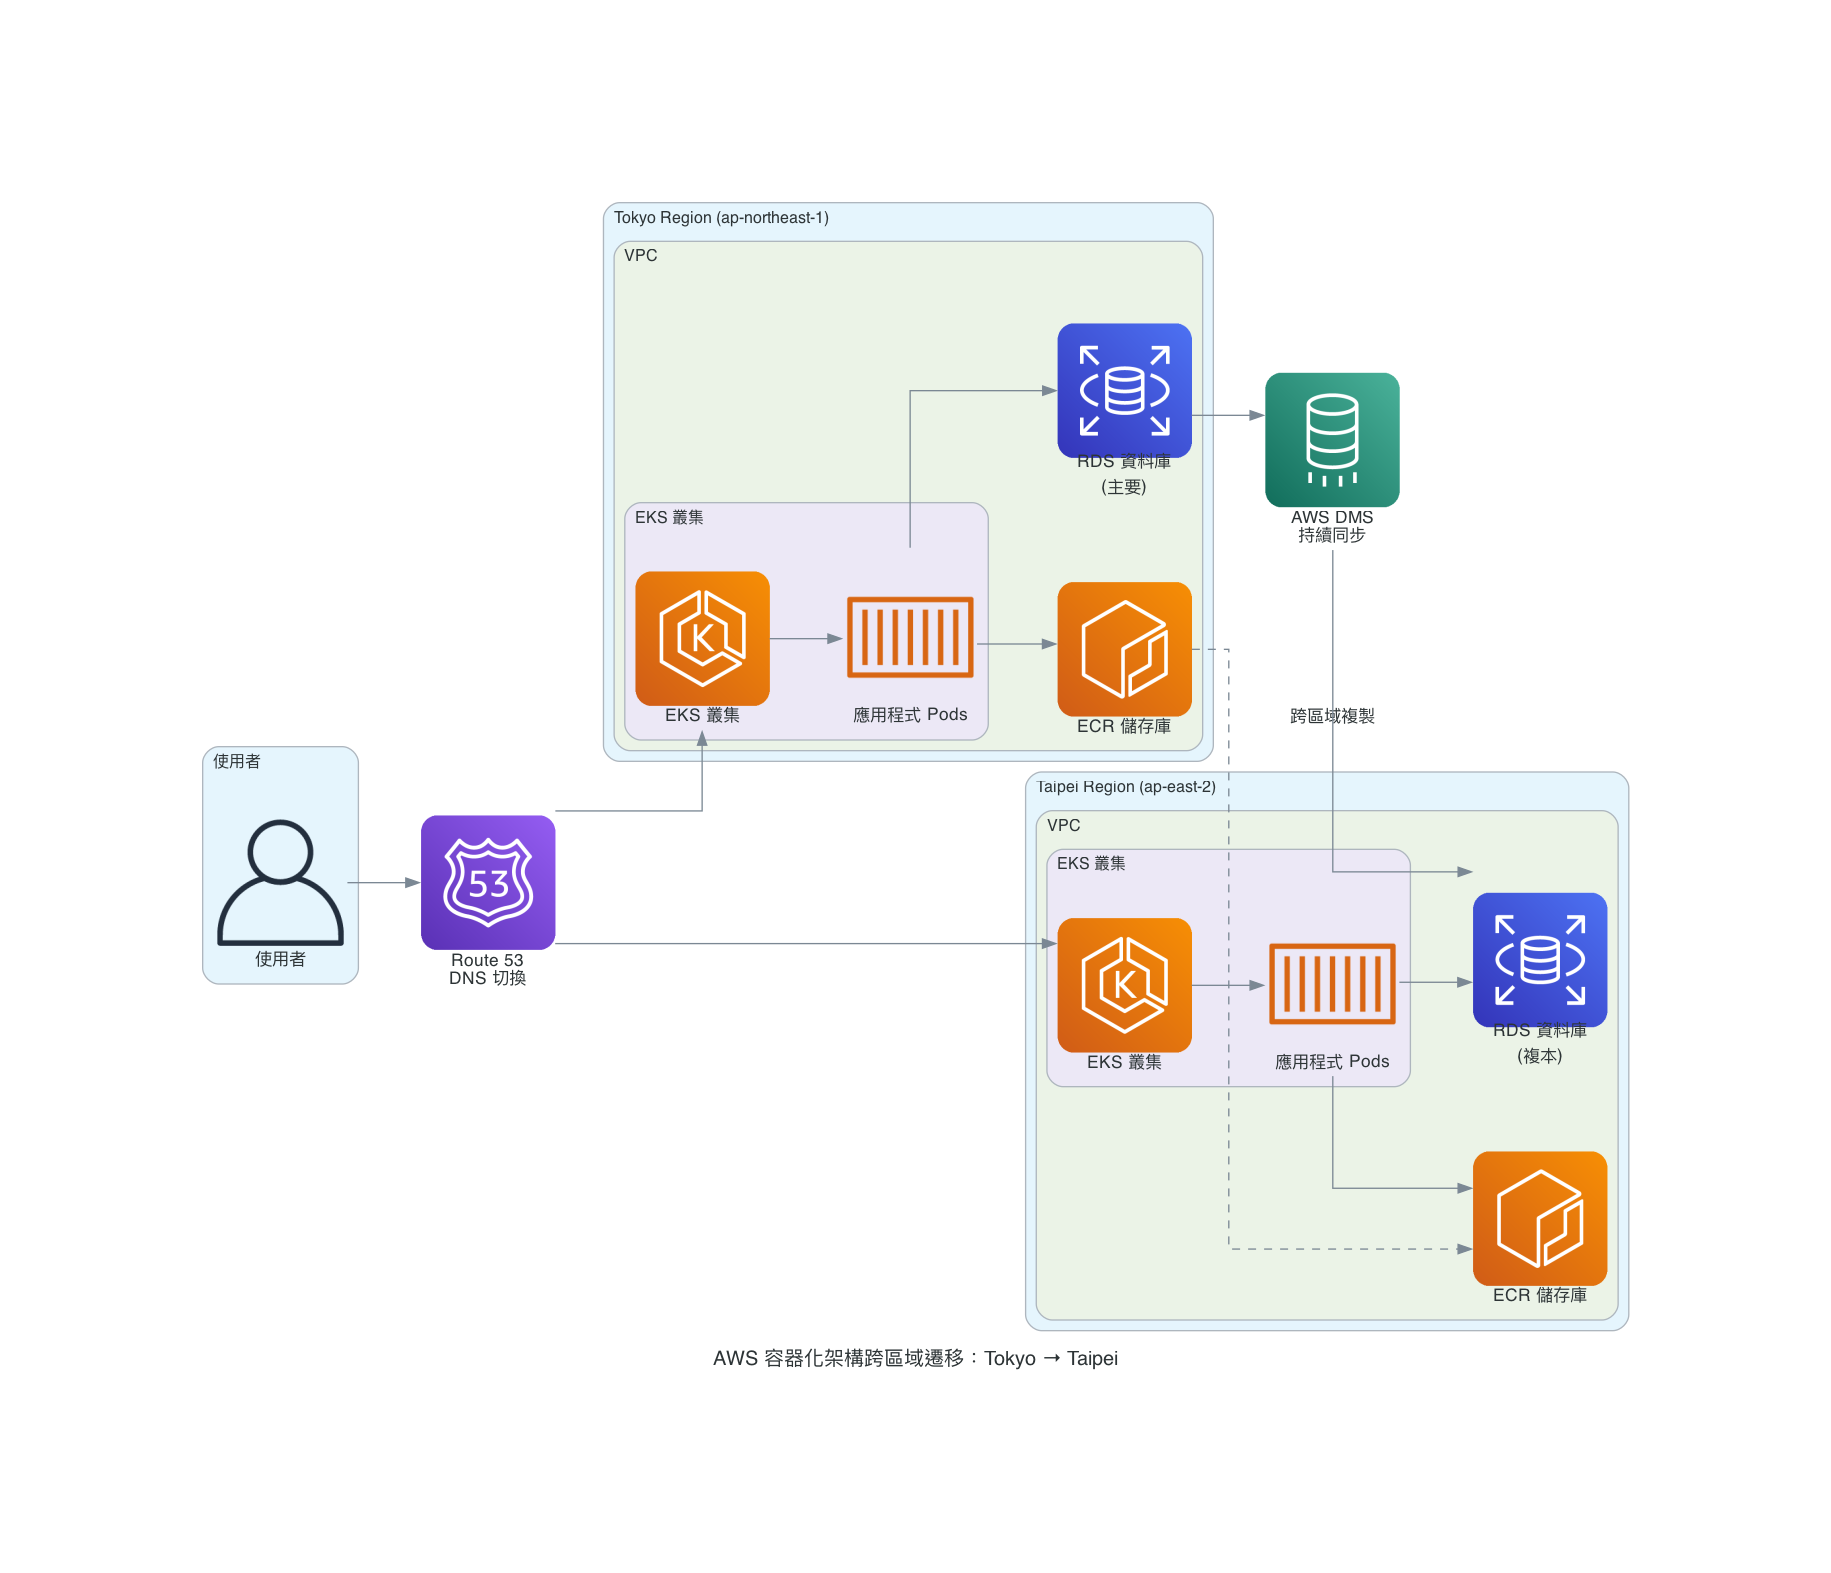 Tokyo Region (ap-northeast-1)
VPC
RDS 資料庫
(主要)
AWS DMS
持續同步
EKS 叢集
EKS 叢集
應用程式 Pods
ECR 儲存庫
跨區域複製
使用者
使用者
53
Route 53
DNS 切換
Taipei Region (ap-east-2)
VPC
EKS 叢集
EKS 叢集
應用程式 Pods
RDS 資料庫
(複本)
ECR 儲存庫
AWS 容器化架構跨區域遷移：Tokyo → Taipei